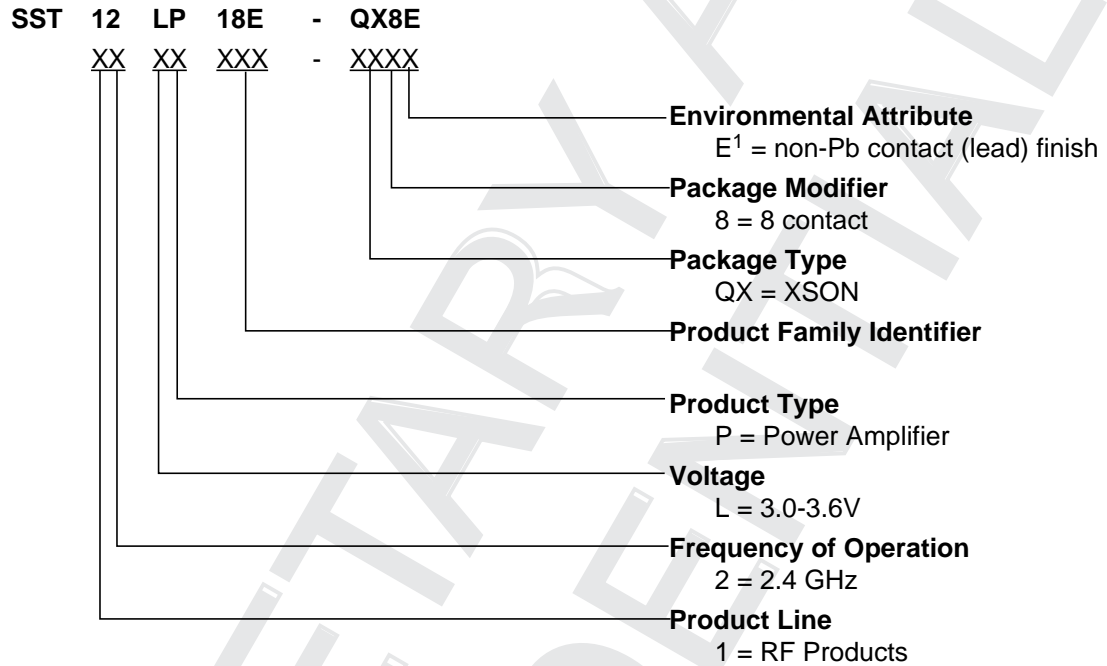 SST 12 LP 18E - QX8E
XX XX XXX - XXXX
Environmental Attribute
E1 = non-Pb contact (lead) finish
Package Modifier
8 = 8 contact
Package Type
QX = XSON
Product Family Identifier
Product Type
P = Power Amplifier
Voltage
L = 3.0-3.6V
Frequency of Operation
2 = 2.4 GHz
Product Line
1 = RF Products